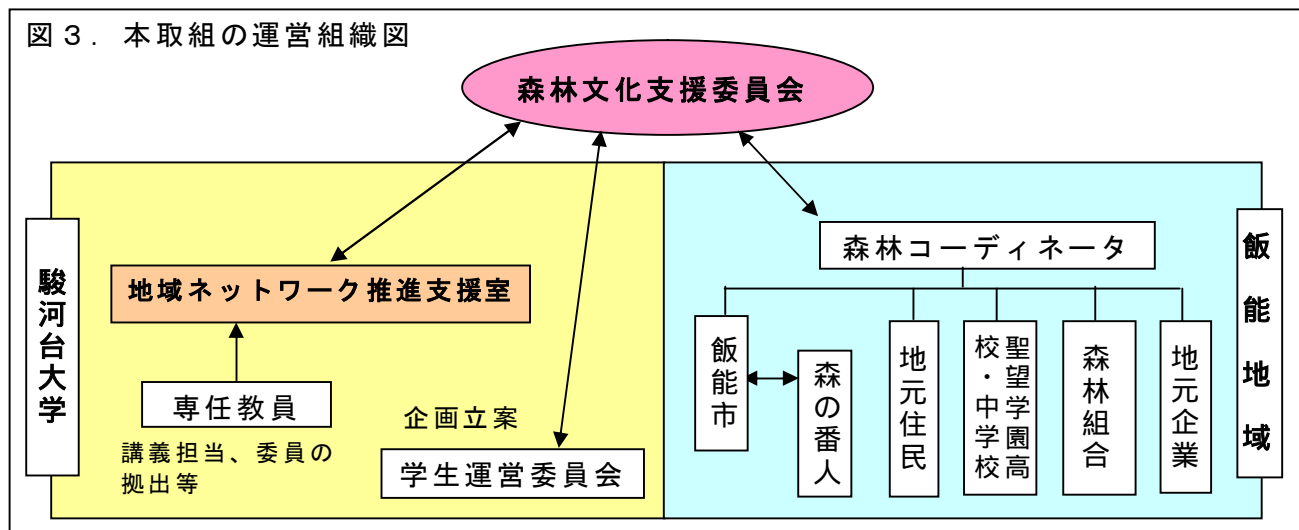 図３．本取組の運営組織図
森林文化支援委員会
駿河台大学
地域ネットワーク推進支援室
専任教員
講義担当、委員の
拠出等
企画立案
学生運営委員会
森林コーディネータ
飯能市
森の番人
地元住民
聖望学園高
校・中学校
森林組合
地元企業
飯能地域